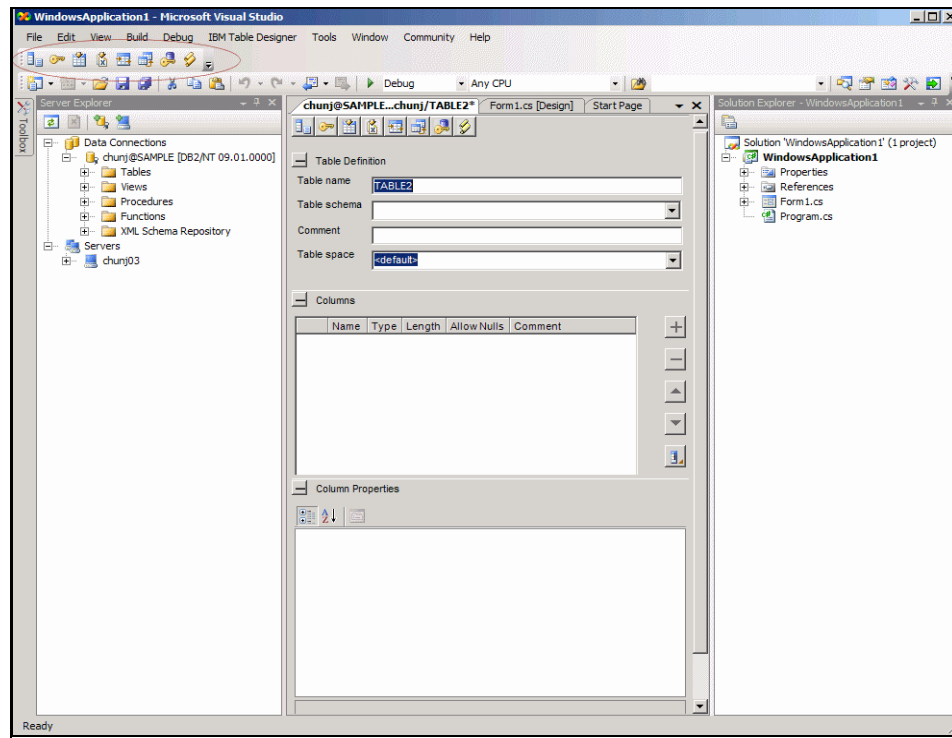 WindowsApplication1 - Microsoft Visual Studio
File Edit View Build Debug IBM Table Designer Tools Window Community Help
Debug Any CPU
Toolbox
Server Explorer
Data Connections
chunj@SAMPLE [DB2/NT 09.01.0000]
Tables
Views
Procedures
Functions
XML Schema Repository
Servers
chunj03
chunj@SAMPLE...chunj/TABLE2* Form1.cs [Design] Start Page
Table Definition
Table name TABLE2
Table schema
Comment
Table space <default>
Columns
Name Type Length Allow Nulls Comment
Column Properties
Solution Explorer - WindowsApplication1
Solution 'WindowsApplication1' (1 project)
WindowsApplication1
Properties
References
Form1.cs
Program.cs
Ready